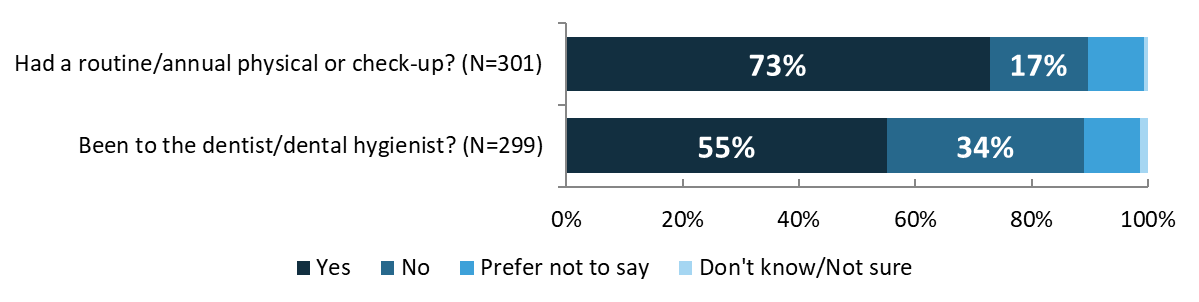 Had a routine/annual physical or check-up? (N=301)
73%
17%
Been to the dentist/dental hygienist? (N=299)
55%
34%
0%
20%
40%
60%
80%
100%
Yes
No
Prefer not to say
Don't know/Not sure